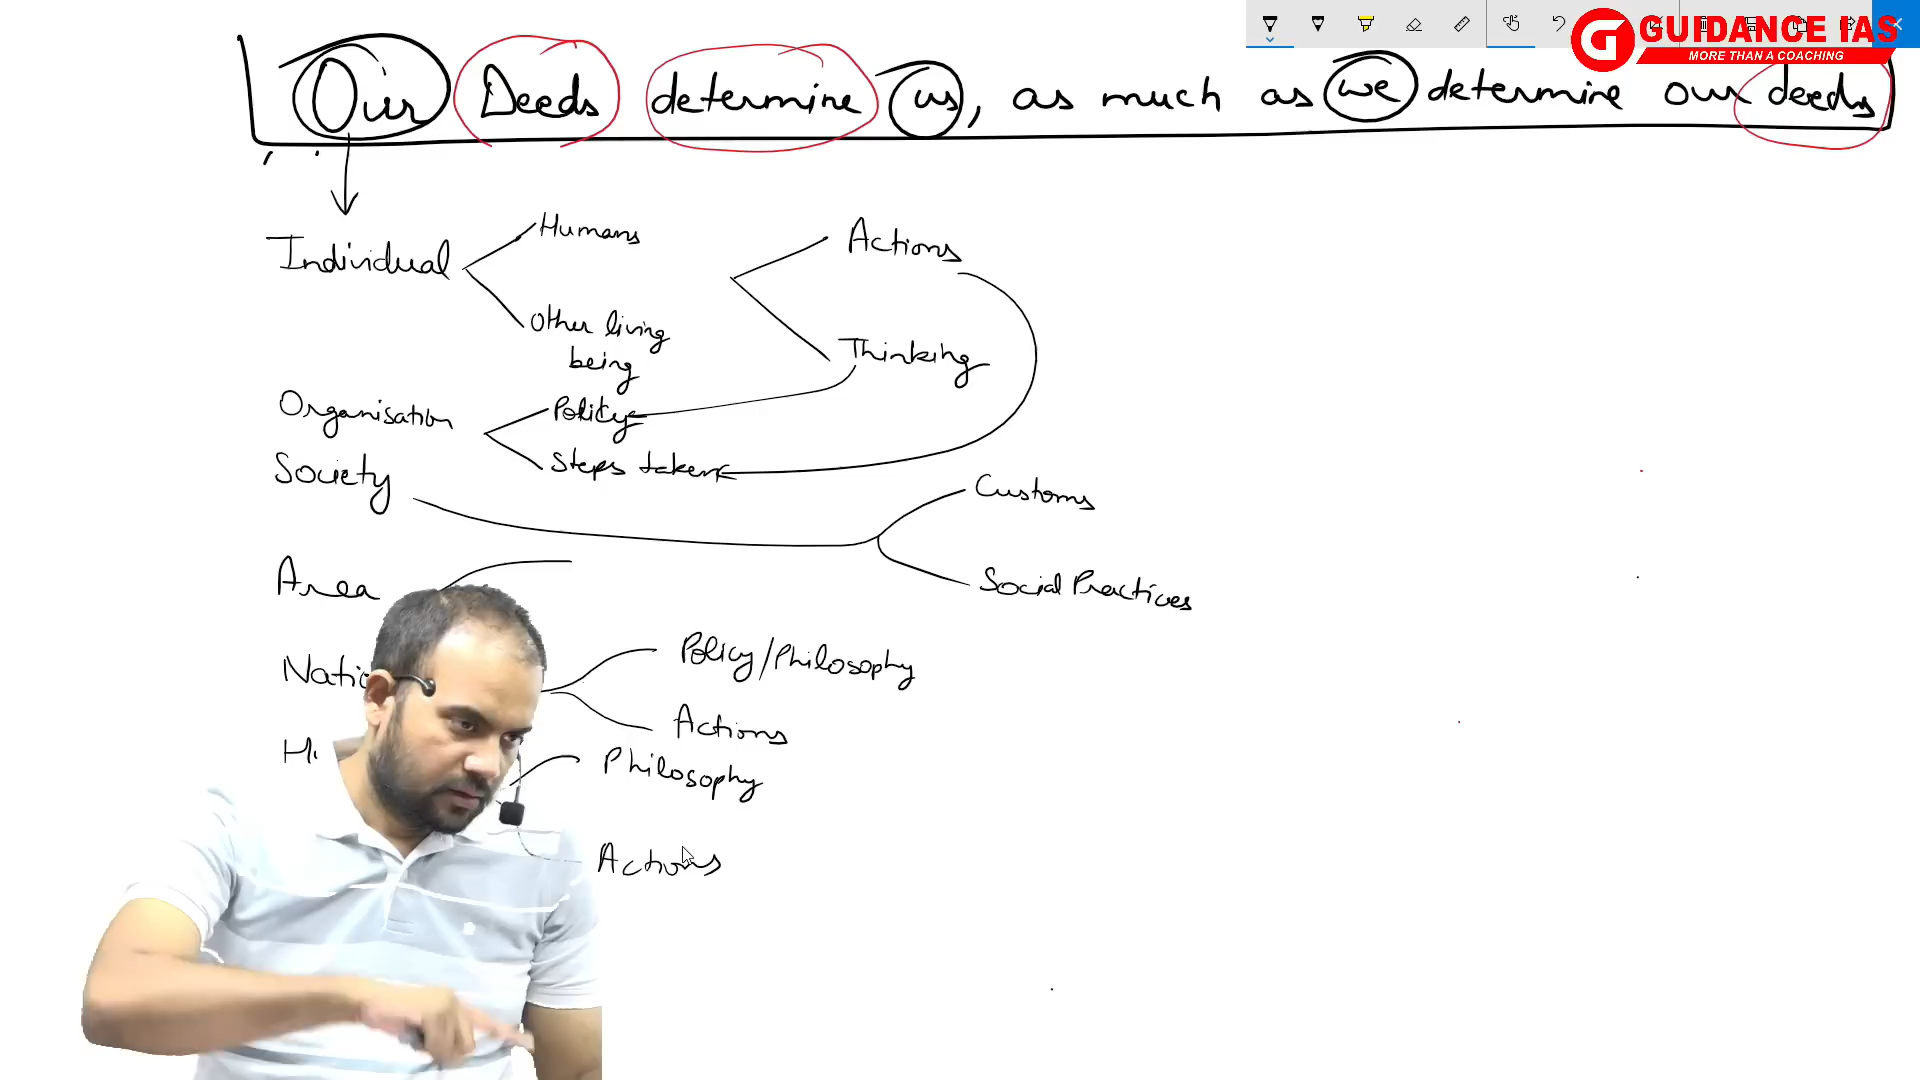 GUIDANCE IAS
MORE THAN A COACHING
Our Deeds determine us, as much as we determine our deeds
Individual
Humans
Other living
being
Actions
Thinking
Organisation
Policy
Steps taken
Society
Customs
Social Practices
Area
Policy/Philosophy
Actions
Philosophy
Actions